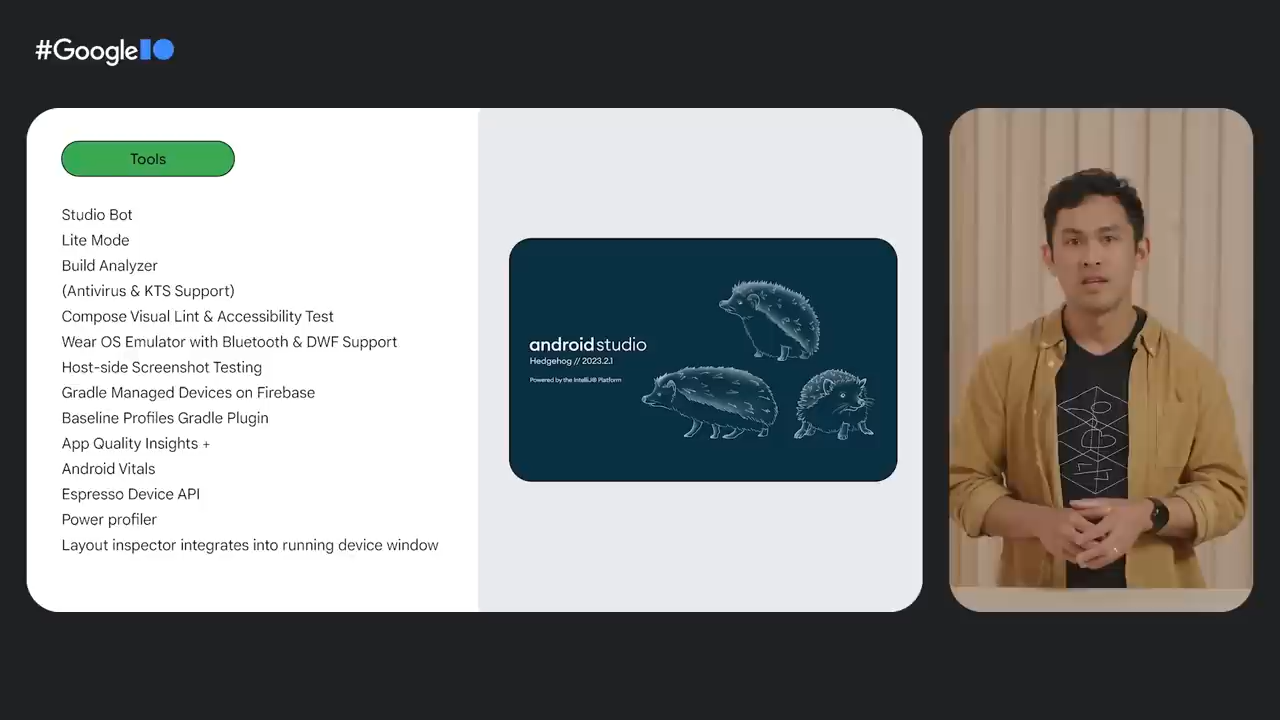 #GoogleIO
Tools
Studio Bot
Lite Mode
Build Analyzer
(Antivirus & KTS Support)
Compose Visual Lint & Accessibility Test
Wear OS Emulator with Bluetooth & DWF Support
Host-side Screenshot Testing
Gradle Managed Devices on Firebase
Baseline Profiles Gradle Plugin
App Quality Insights +
Android Vitals
Espresso Device API
Power profiler
Layout inspector integrates into running device window
androidstudio
Hedgehog // 2023.2.1
Powered by the IntelliJ® Platform